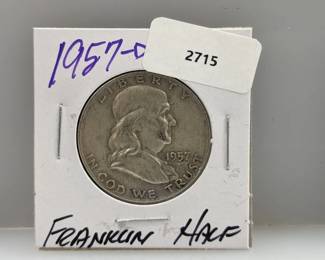 1957-D
2715
LIBERTY
1957
IN GOD WE TRUST
FRANKLIN HALF